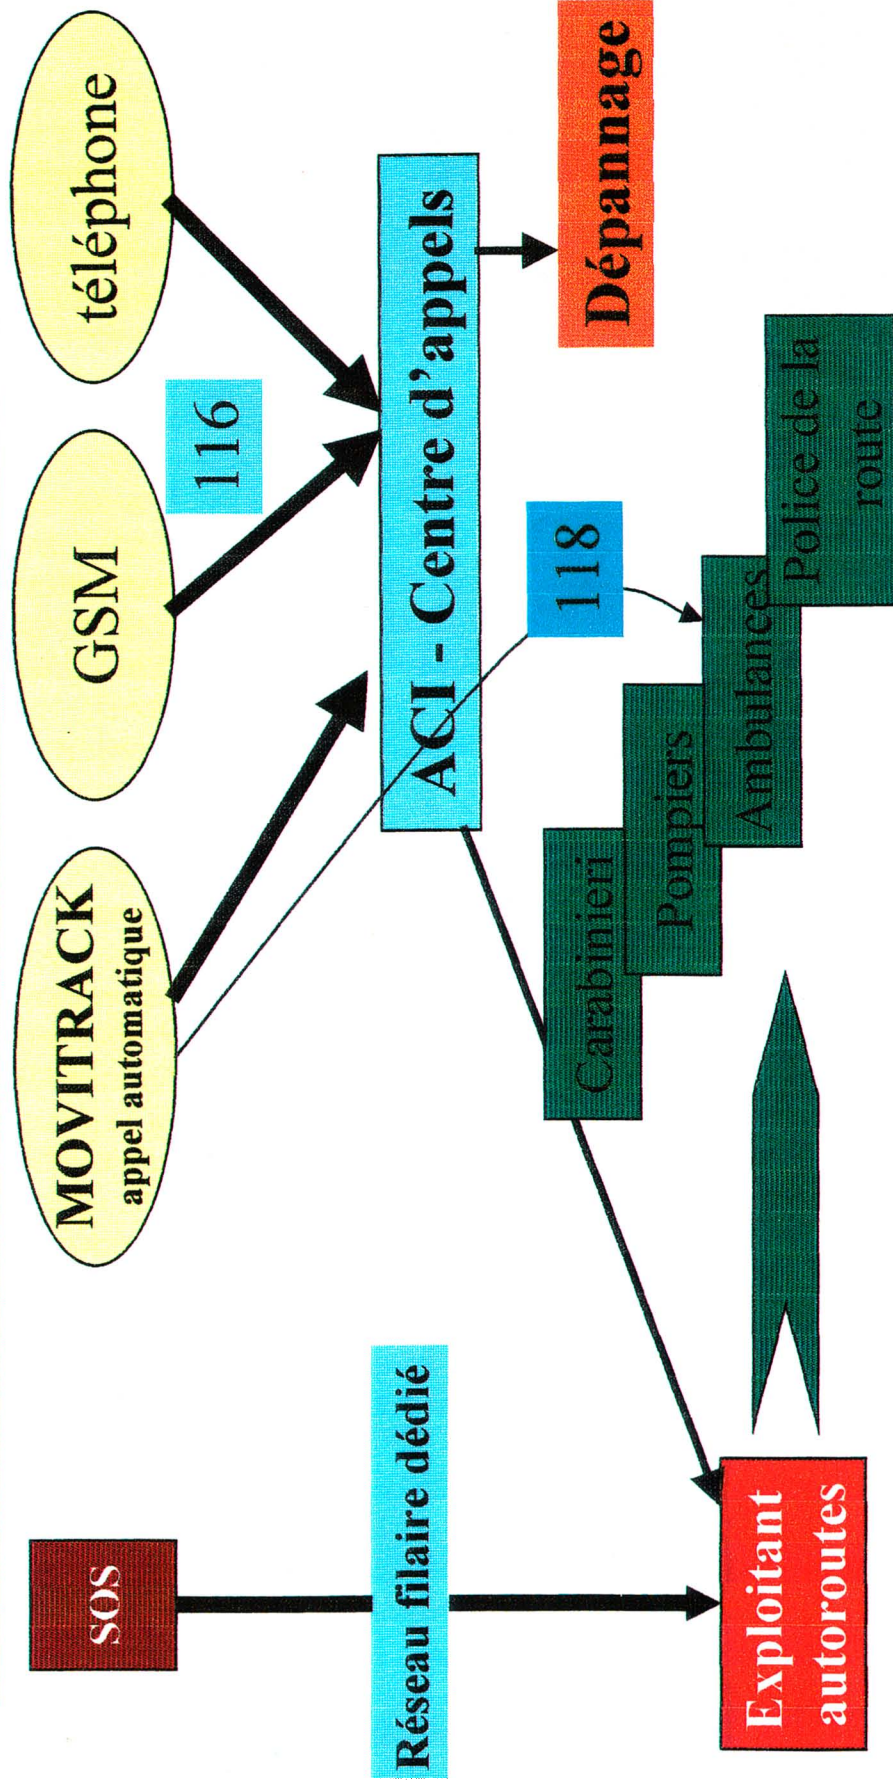 SOS
MOVITRACK
appel automatique
GSM
téléphone
116
Réseau filaire dédié
ACI - Centre d'appels
118
Dépannage
Carabinieri
Pompiers
Ambulances
Police de la
route
Exploitant
autoroutes